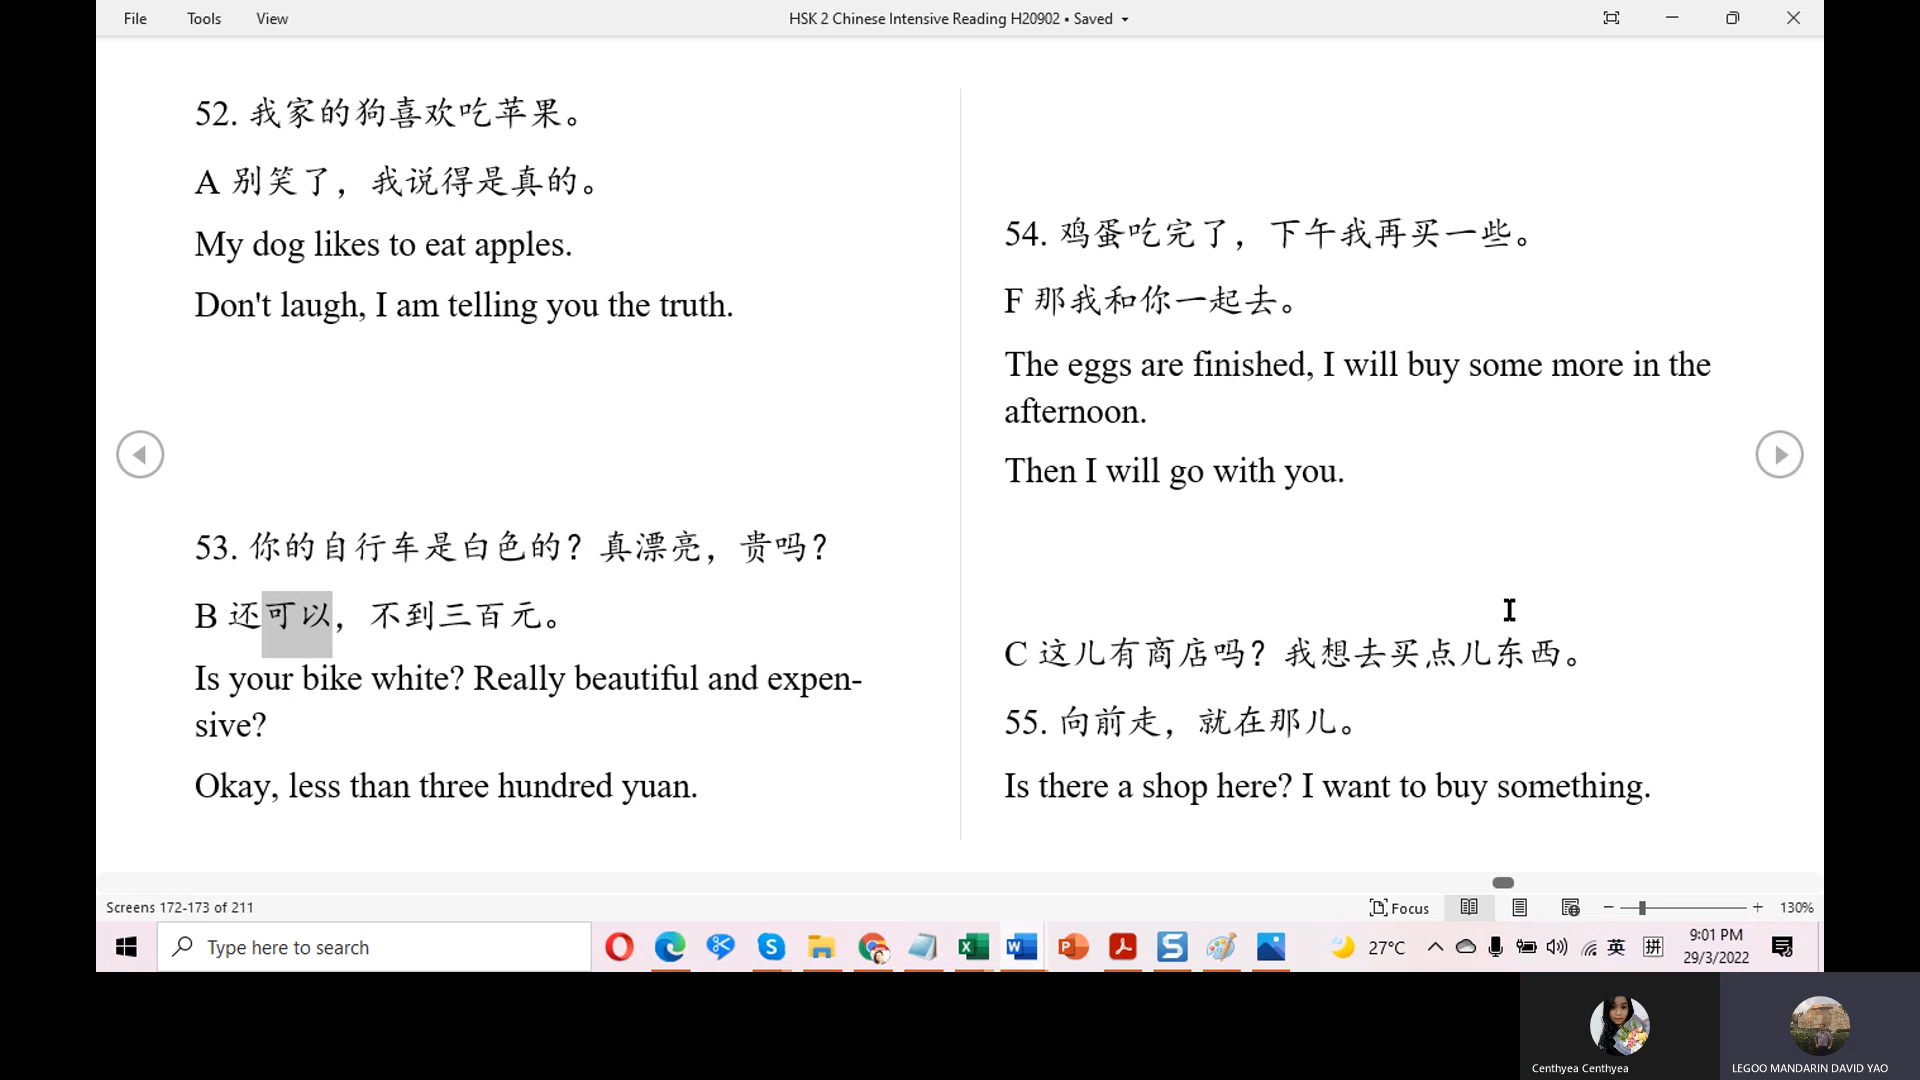 File Tools View
HSK 2 Chinese Intensive Reading H20902 • Saved
52. 我家的狗喜欢吃苹果。
A 别笑了，我说得是真的。
My dog likes to eat apples.
Don't laugh, I am telling you the truth.
53. 你的自行车是白色的？真漂亮，贵吗？
B 还可以，不到三百元。
Is your bike white? Really beautiful and expen-
sive?
Okay, less than three hundred yuan.
54. 鸡蛋吃完了，下午我再买一些。
F 那我和你一起去。
The eggs are finished, I will buy some more in the
afternoon.
Then I will go with you.
C 这儿有商店吗？我想去买点儿东西。
55. 向前走，就在那儿。
Is there a shop here? I want to buy something.
Screens 172-173 of 211
Focus
130%
Type here to search
27°C
英
拼
9:01 PM
29/3/2022
Centhyea Centhyea
LEGOO MANDARIN DAVID YAO